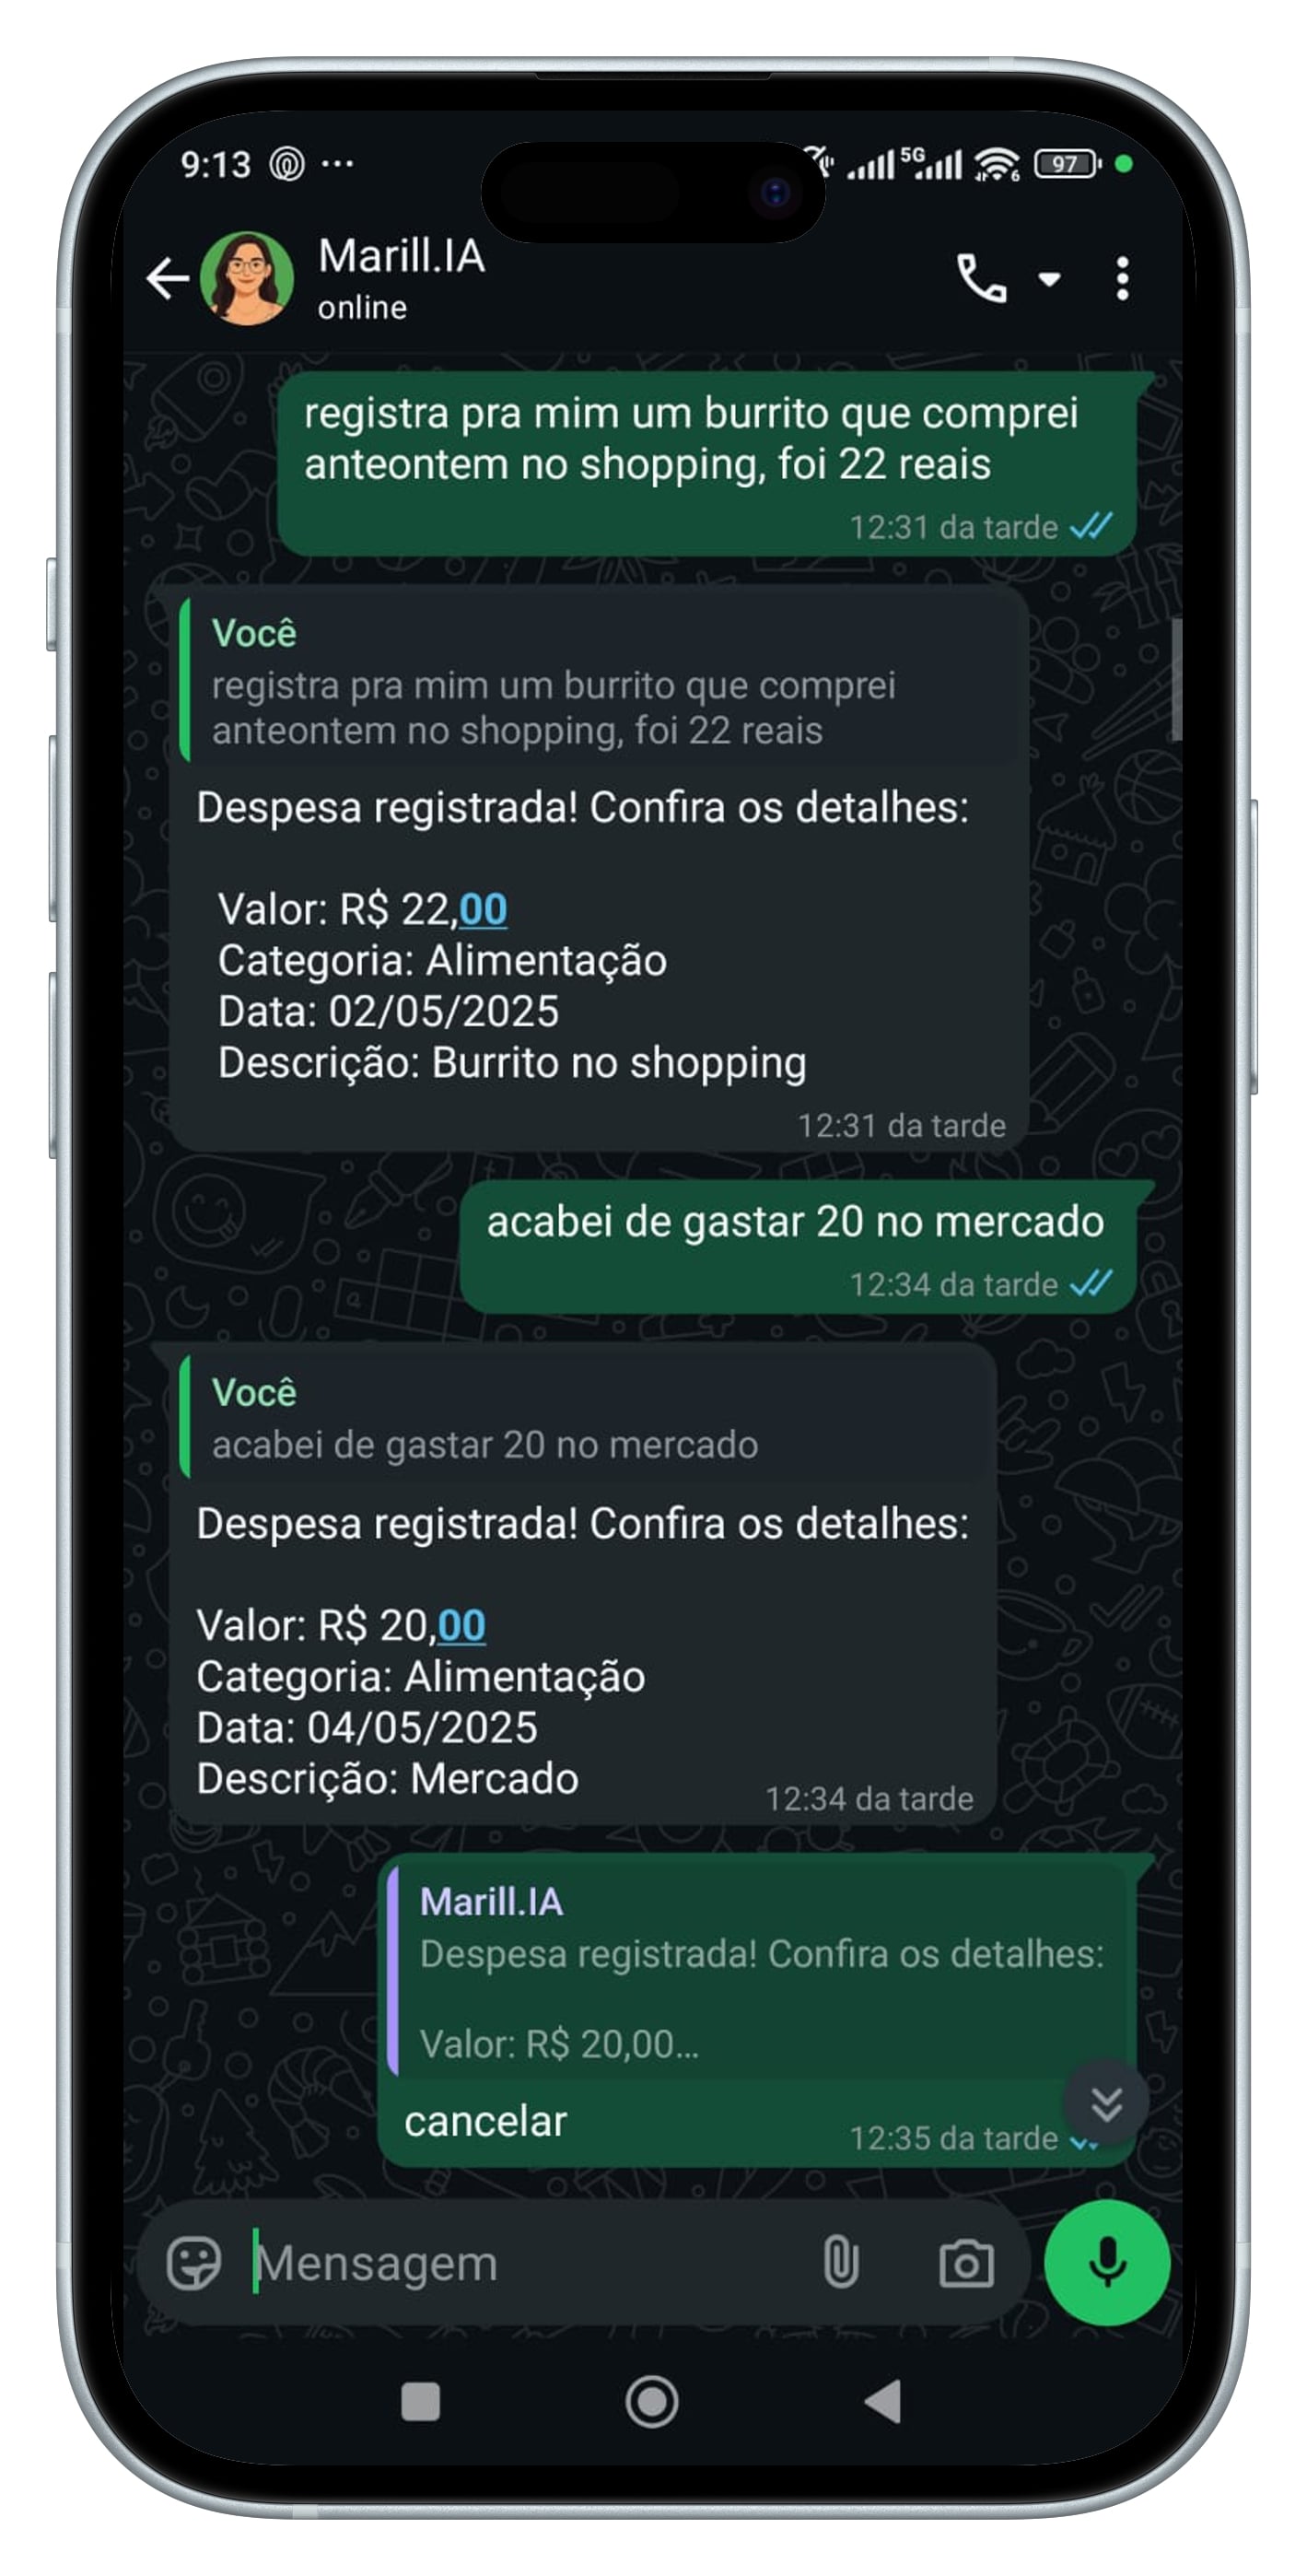 9:13 ... 5G 97
Marill.IA
online
registra pra mim um burrito que comprei
anteontem no shopping, foi 22 reais
12:31 da tarde
Você
registra pra mim um burrito que comprei
anteontem no shopping, foi 22 reais
Despesa registrada! Confira os detalhes:
Valor: R$ 22,00
Categoria: Alimentação
Data: 02/05/2025
Descrição: Burrito no shopping
12:31 da tarde
acabei de gastar 20 no mercado
12:34 da tarde
Você
acabei de gastar 20 no mercado
Despesa registrada! Confira os detalhes:
Valor: R$ 20,00
Categoria: Alimentação
Data: 04/05/2025
Descrição: Mercado
12:34 da tarde
Marill.IA
Despesa registrada! Confira os detalhes:
Valor: R$ 20,00...
cancelar
12:35 da tarde
Mensagem